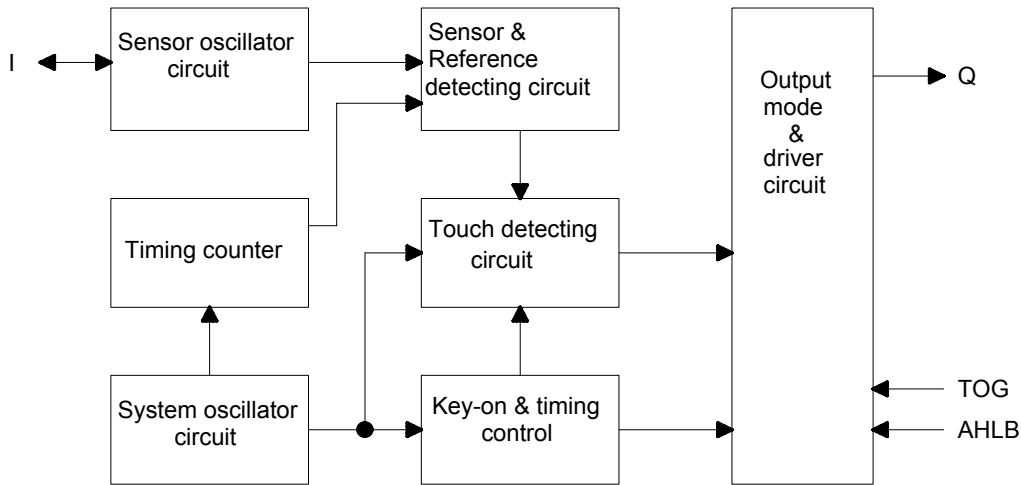 I
Sensor oscillator
circuit
Sensor &
Reference
detecting circuit
Output
mode
&
driver
circuit
Q
Timing counter
Touch detecting
circuit
System oscillator
circuit
Key-on & timing
control
TOG
AHLB